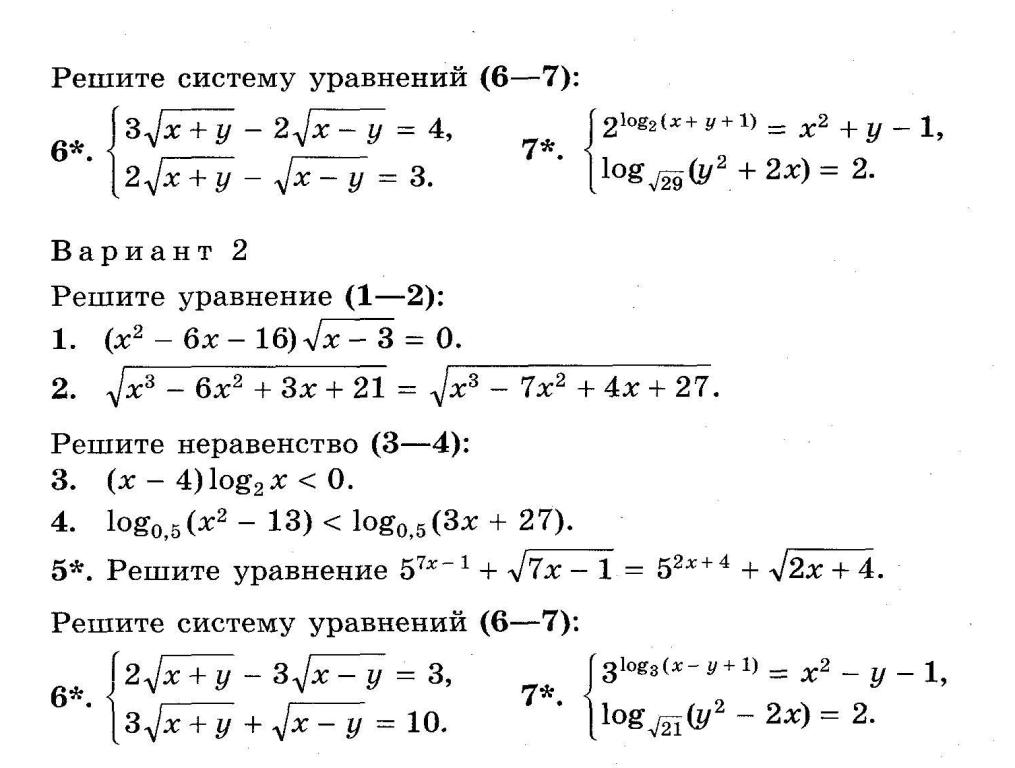 Решите систему уравнений (6—7):
6*. { 3√(x + y) − 2√(x − y) = 4,
2√(x + y) − √(x − y) = 3.
7*. { 2^(log₂(x + y + 1)) = x² + y − 1,
log_√29 (y² + 2x) = 2.
Вариант 2
Решите уравнение (1—2):
1. (x² − 6x − 16)√(x − 3) = 0.
2. √(x³ − 6x² + 3x + 21) = √(x³ − 7x² + 4x + 27).
Решите неравенство (3—4):
3. (x − 4) log₂ x < 0.
4. log₀,₅ (x² − 13) < log₀,₅ (3x + 27).
5*. Решите уравнение 5^(7x − 1) + √(7x − 1) = 5^(2x + 4) + √(2x + 4).
Решите систему уравнений (6—7):
6*. { 2√(x + y) − 3√(x − y) = 3,
3√(x + y) + √(x − y) = 10.
7*. { 3^(log₃(x − y + 1)) = x² − y − 1,
log_√21 (y² − 2x) = 2.